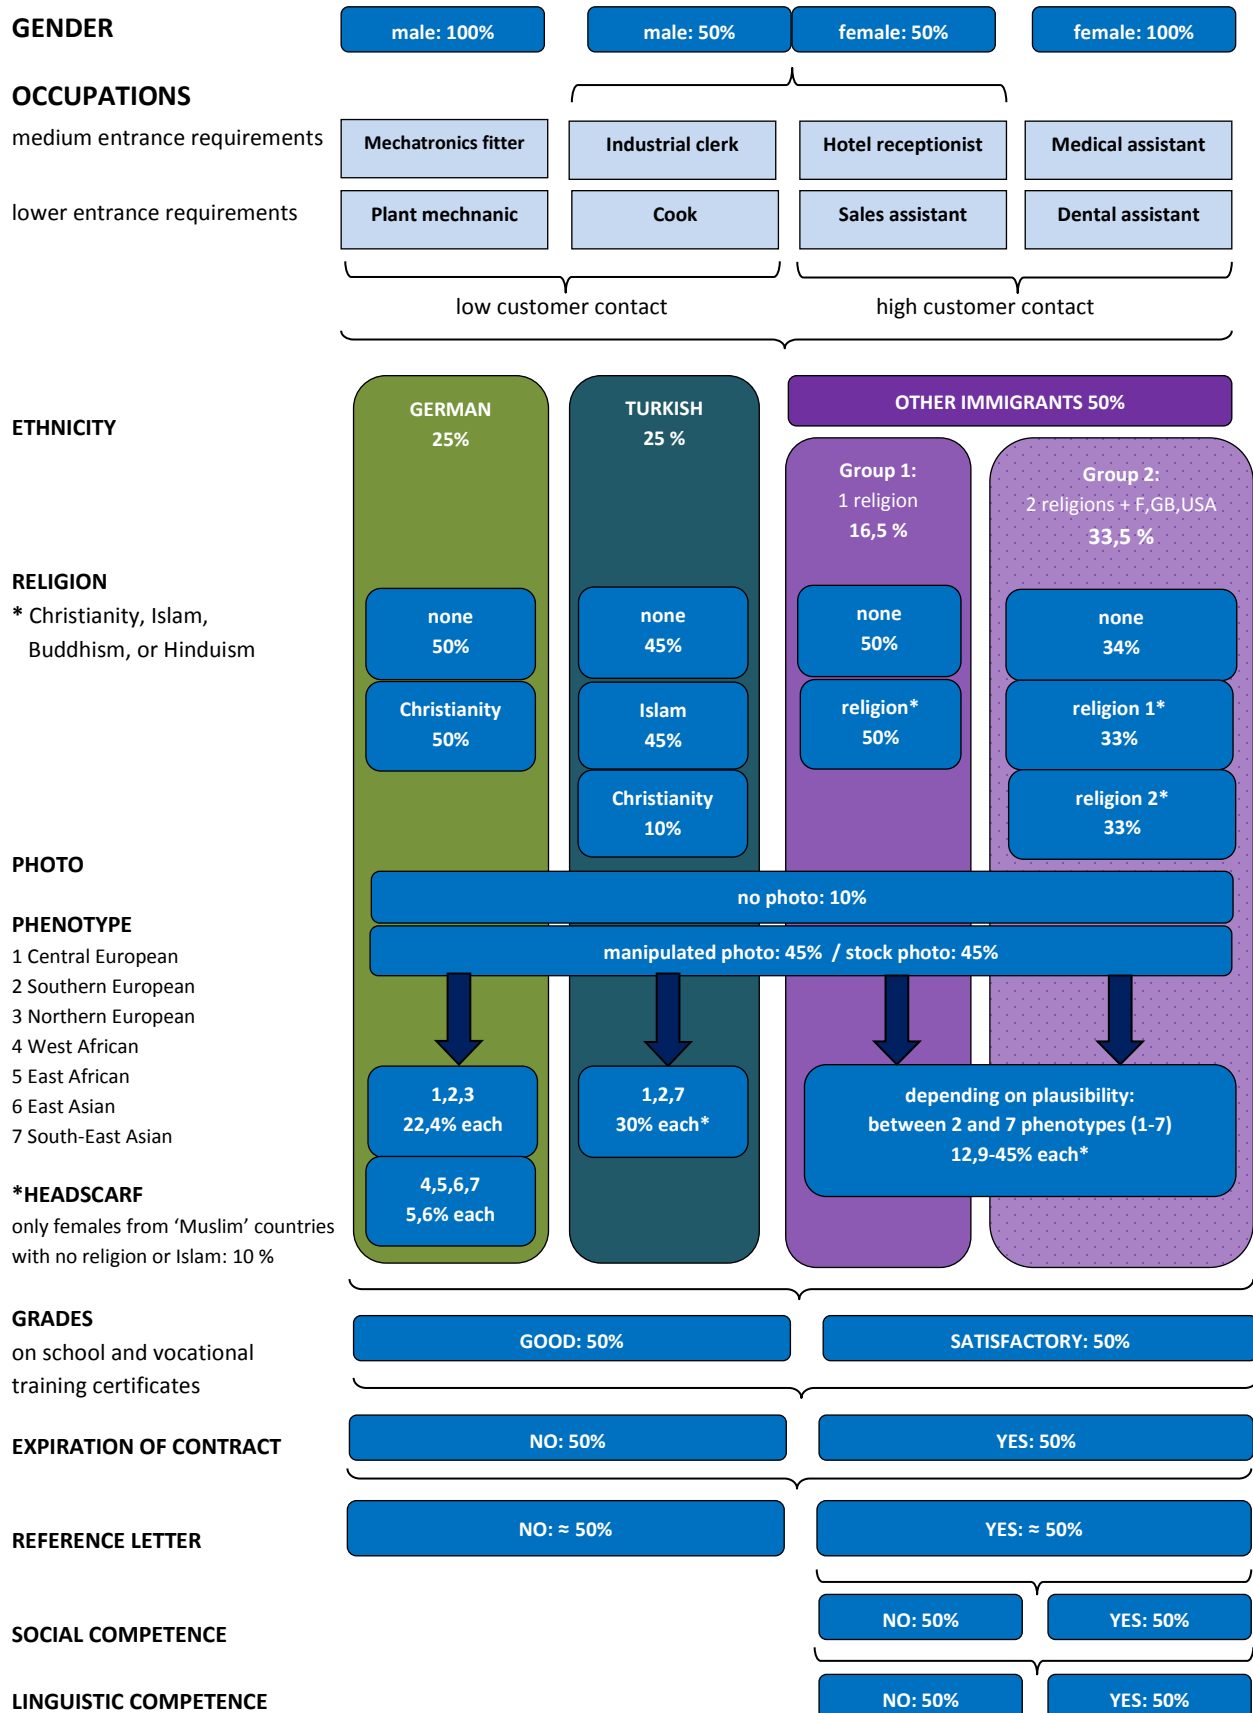 GENDER
male: 100%
male: 50%
female: 50%
female: 100%
OCCUPATIONS
medium entrance requirements
Mechatronics fitter
Industrial clerk
Hotel receptionist
Medical assistant
lower entrance requirements
Plant mechnanic
Cook
Sales assistant
Dental assistant
low customer contact
high customer contact
ETHNICITY
GERMAN
25%
TURKISH
25 %
OTHER IMMIGRANTS 50%
Group 1:
1 religion
16,5 %
Group 2:
2 religions + F,GB,USA
33,5 %
RELIGION
* Christianity, Islam,
Buddhism, or Hinduism
none
50%
Christianity
50%
none
45%
Islam
45%
Christianity
10%
none
50%
religion*
50%
none
34%
religion 1*
33%
religion 2*
33%
PHOTO
no photo: 10%
manipulated photo: 45% / stock photo: 45%
PHENOTYPE
1 Central European
2 Southern European
3 Northern European
4 West African
5 East African
6 East Asian
7 South-East Asian
1,2,3
22,4% each
4,5,6,7
5,6% each
1,2,7
30% each*
depending on plausibility:
between 2 and 7 phenotypes (1-7)
12,9-45% each*
*HEADSCARF
only females from ‘Muslim’ countries
with no religion or Islam: 10 %
GRADES
on school and vocational
training certificates
GOOD: 50%
SATISFACTORY: 50%
EXPIRATION OF CONTRACT
NO: 50%
YES: 50%
REFERENCE LETTER
NO: ≈ 50%
YES: ≈ 50%
SOCIAL COMPETENCE
NO: 50%
YES: 50%
LINGUISTIC COMPETENCE
NO: 50%
YES: 50%